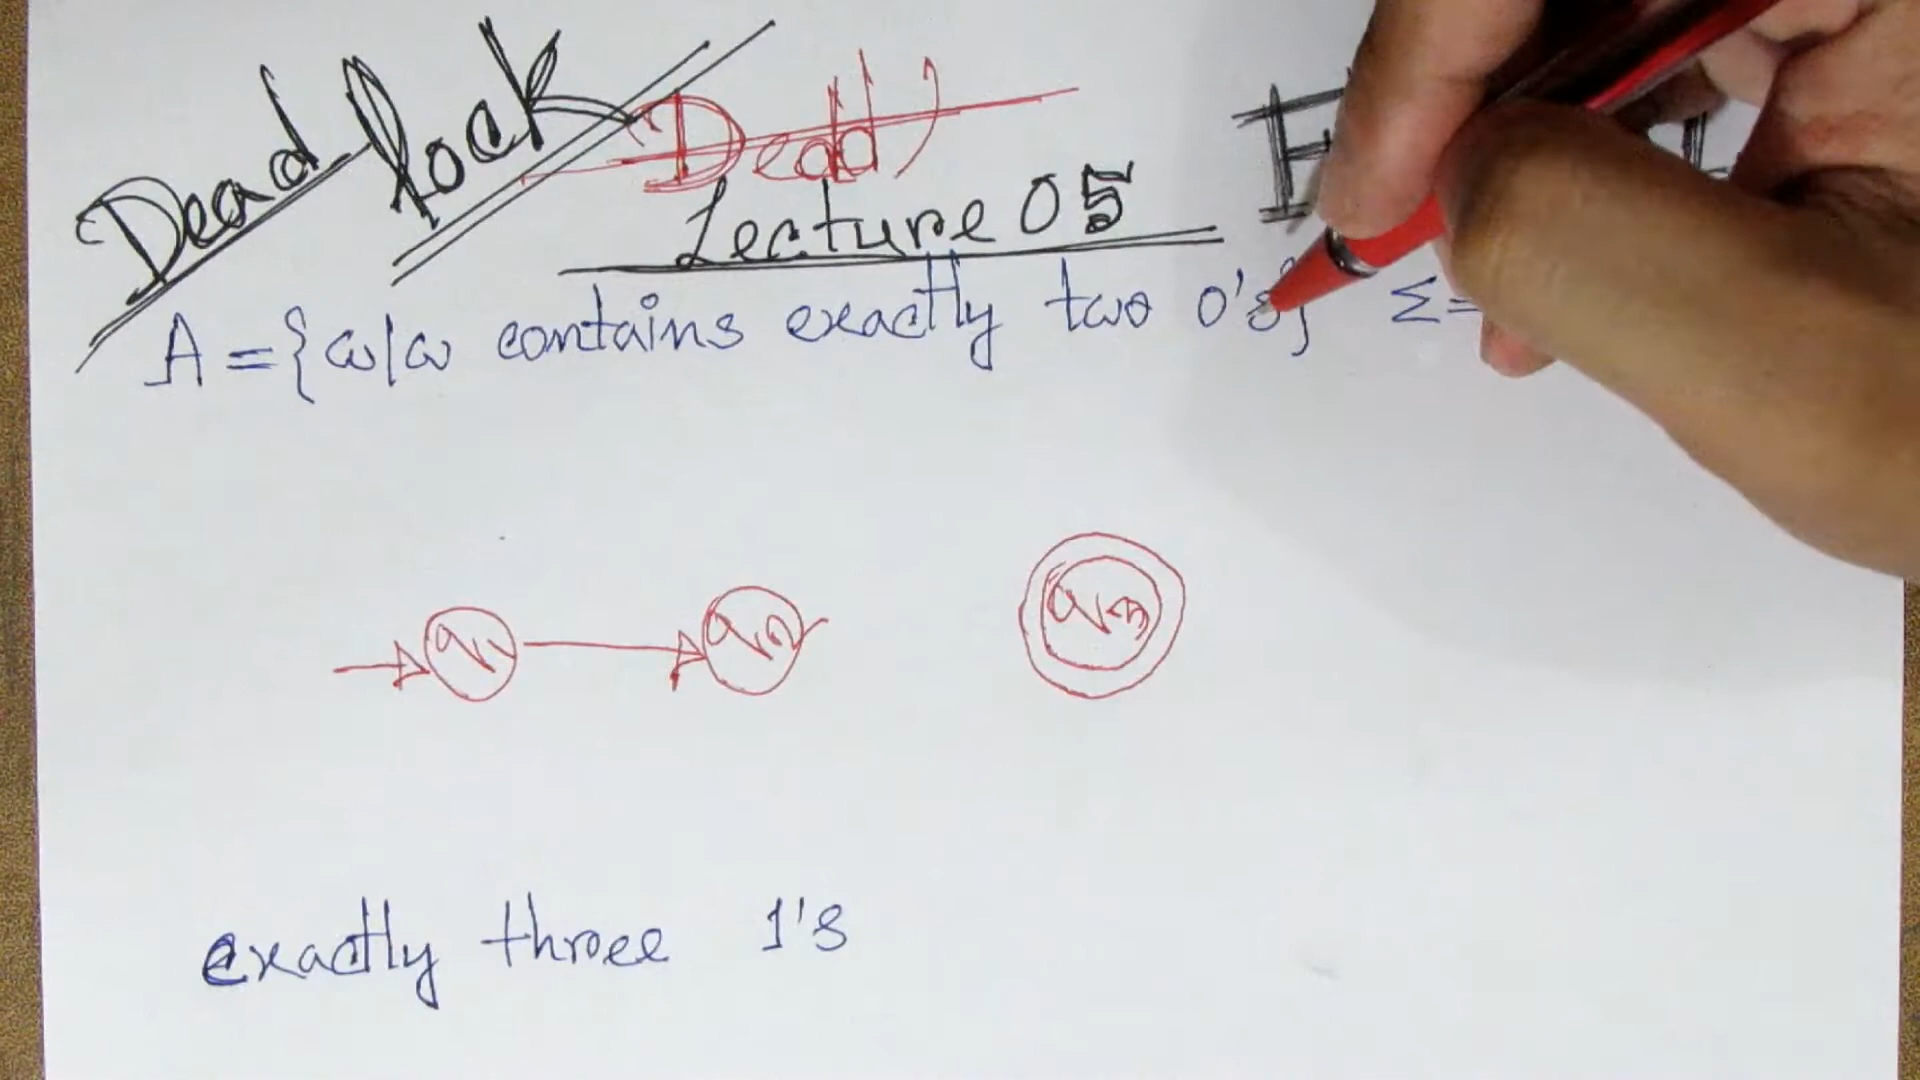 Dead lock
(Dead)
Lecture 05
A = {ω/ω contains exactly two 0's} Σ=
q1 q2 q3
exactly three 1's